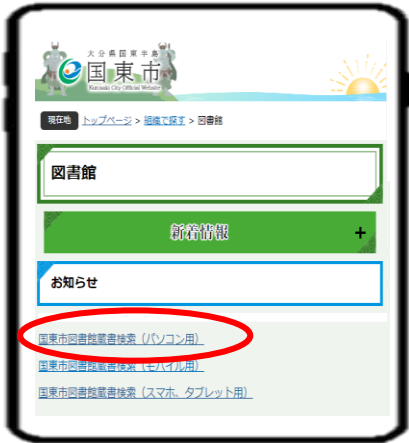 大分県国東半島
国東市
Kunisaki City Official Website
現在地 トップページ > 組織で探す > 図書館
図書館
新着情報 +
お知らせ
国東市図書館蔵書検索（パソコン用）
国東市図書館蔵書検索（モバイル用）
国東市図書館蔵書検索（スマホ、タブレット用）